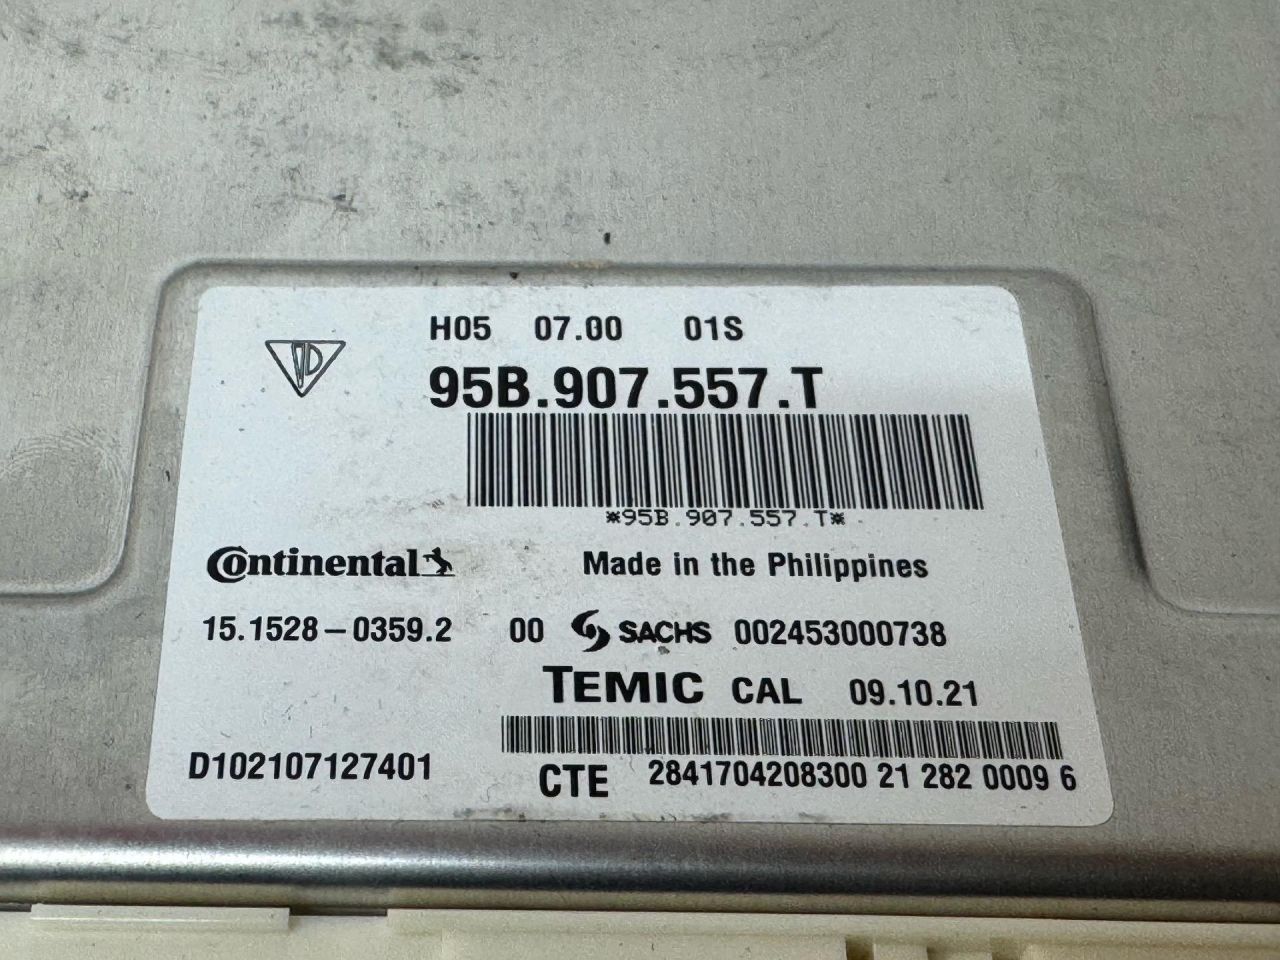 H05 07.00 01S
95B.907.557.T
*95B.907.557.T*
Continental Made in the Philippines
15.1528-0359.2 00 SACHS 002453000738
TEMIC CAL 09.10.21
D102107127401 CTE 2841704208300 21 282 0009 6